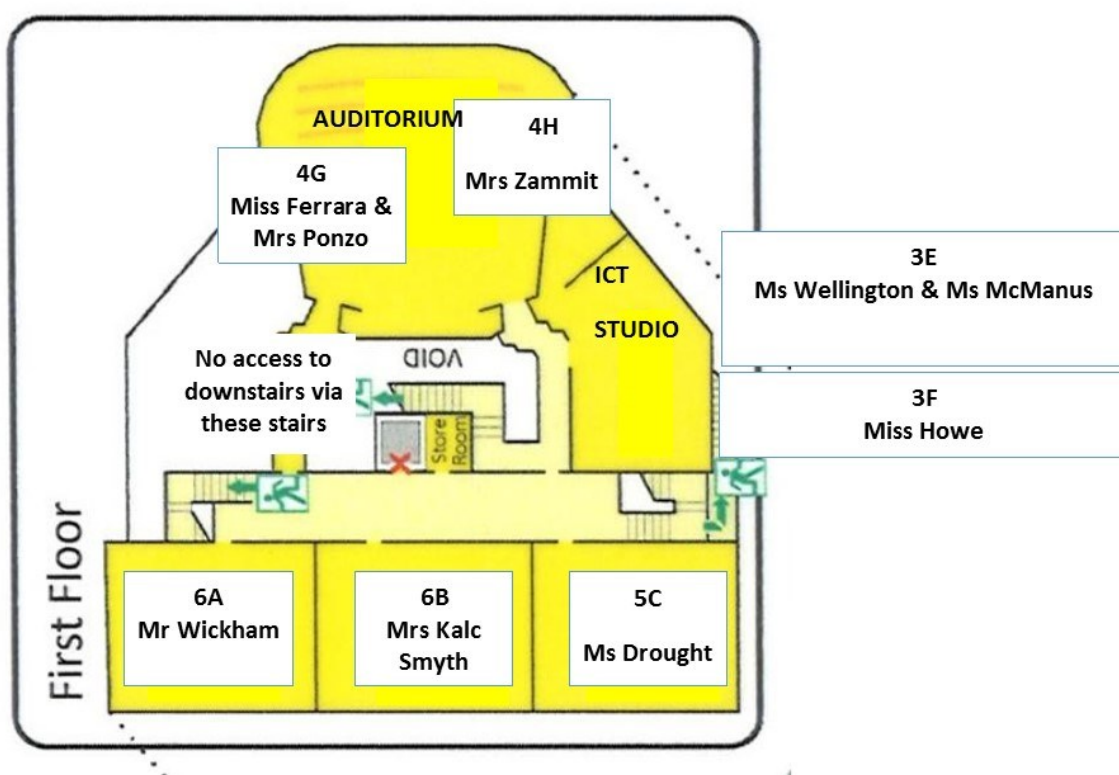 AUDITORIUM
4H
Mrs Zammit
4G
Miss Ferrara &
Mrs Ponzo
3E
Ms Wellington & Ms McManus
ICT
STUDIO
No access to
downstairs via
these stairs
VOID
3F
Miss Howe
Store
Room
First Floor
6A
Mr Wickham
6B
Mrs Kalc
Smyth
5C
Ms Drought